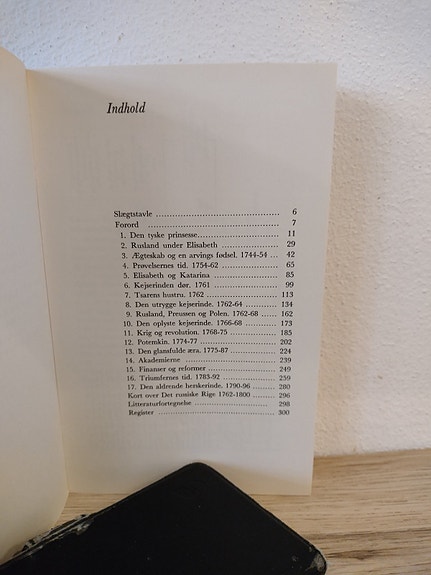 Indhold
Slægtstavle 6
Forord 7
1. Den tyske prinsesse 11
2. Rusland under Elisabeth 29
3. Ægteskab og en arvings fødsel. 1744-54 42
4. Prøvelsernes tid. 1754-62 65
5. Elisabeth og Katarina 85
6. Kejserinden dør. 1761 99
7. Tsarens hustru. 1762 113
8. Den utrygge kejserinde. 1762-64 134
9. Rusland, Preussen og Polen. 1762-68 162
10. Den oplyste kejserinde. 1766-68 173
11. Krig og revolution. 1768-75 185
12. Potemkin. 1774-77 202
13. Den glansfulde æra. 1775-87 224
14. Akademierne 239
15. Finanser og reformer 249
16. Triumfernes tid. 1783-92 259
17. Den aldrende herskerinde. 1790-96 280
Kort over Det russiske Rige 1762-1800 296
Litteraturfortegnelse 298
Register 300